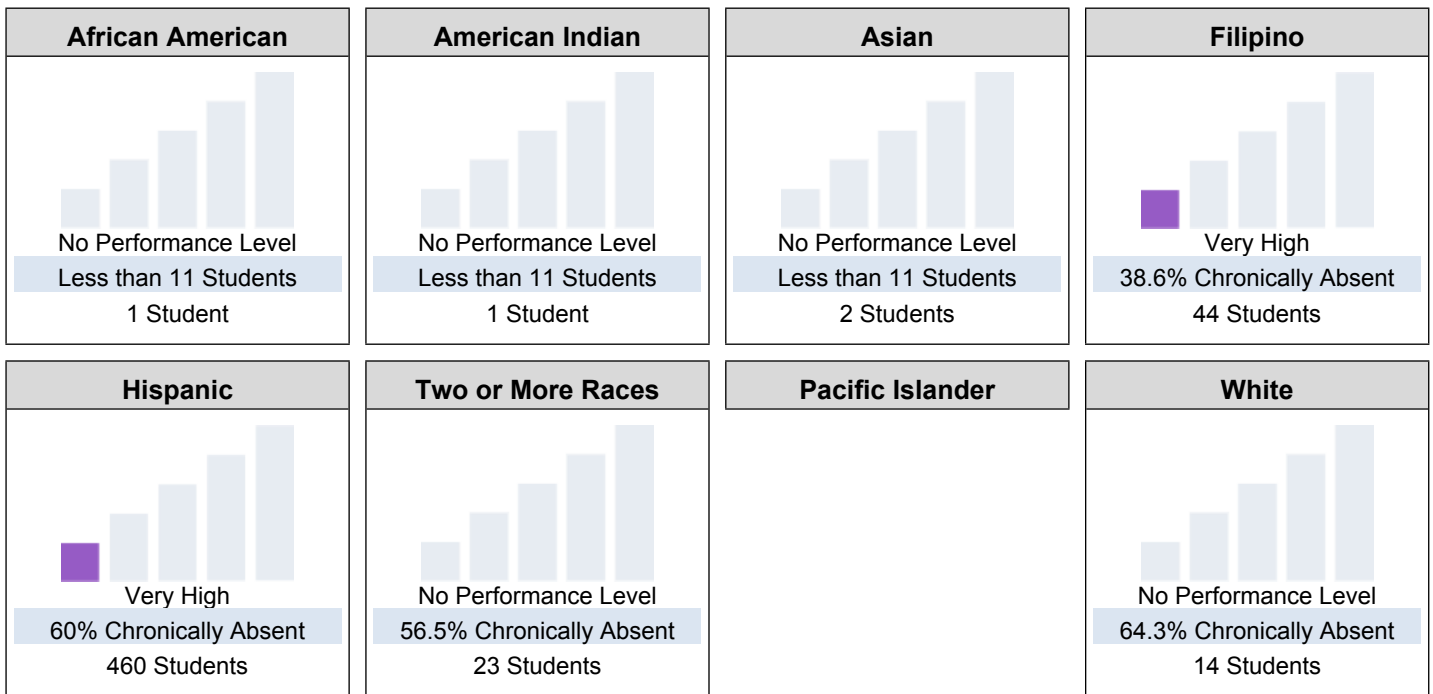 African American
No Performance Level
Less than 11 Students
1 Student
American Indian
No Performance Level
Less than 11 Students
1 Student
Asian
No Performance Level
Less than 11 Students
2 Students
Filipino
Very High
38.6% Chronically Absent
44 Students
Hispanic
Very High
60% Chronically Absent
460 Students
Two or More Races
No Performance Level
56.5% Chronically Absent
23 Students
Pacific Islander
White
No Performance Level
64.3% Chronically Absent
14 Students